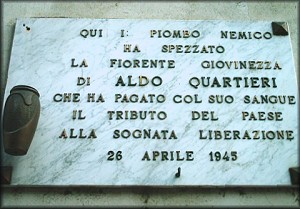 QUI IL PIOMBO NEMICO
HA SPEZZATO
LA FIORENTE GIOVINEZZA
DI ALDO QUARTIERI
CHE HA PAGATO COL SUO SANGUE
IL TRIBUTO DEL PAESE
ALLA SOGNATA LIBERAZIONE
26 APRILE 1945